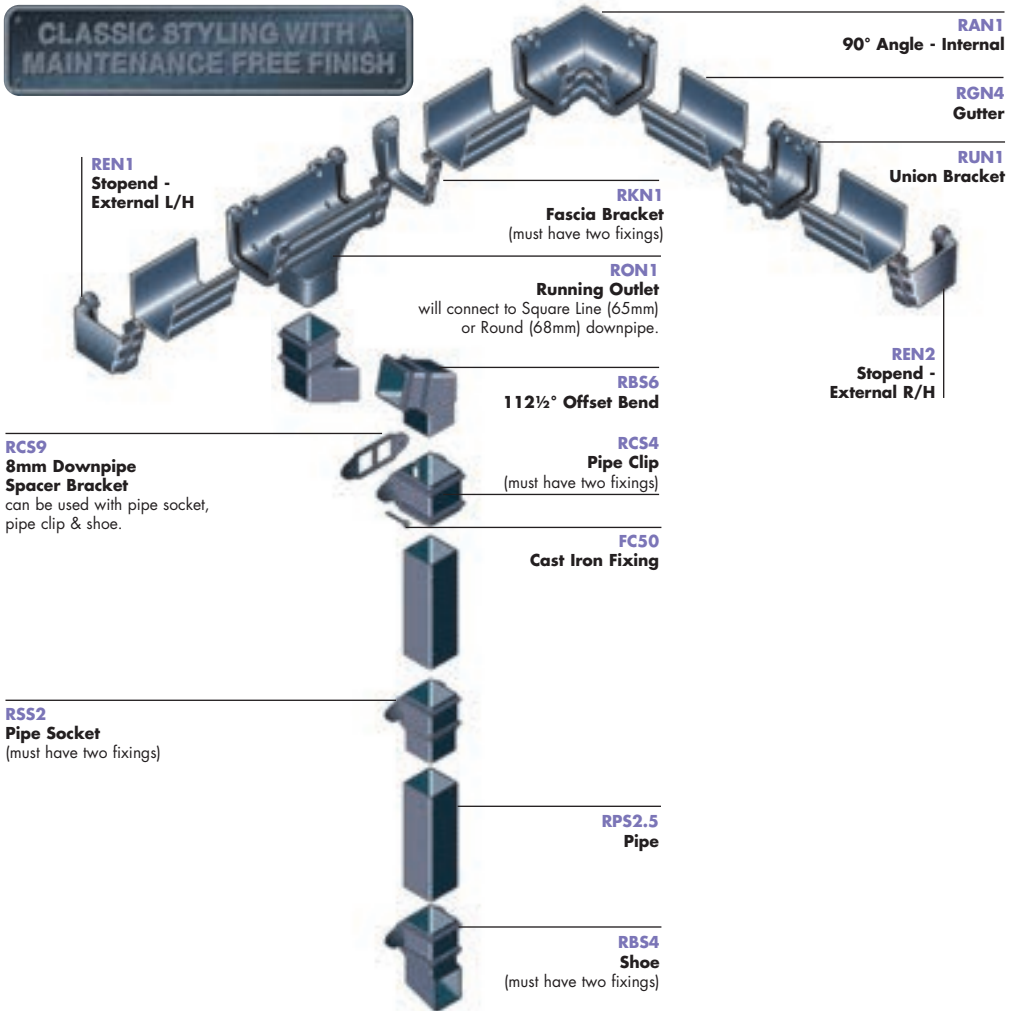 CLASSIC STYLING WITH A
MAINTENANCE FREE FINISH
RAN1
90° Angle - Internal
RGN4
Gutter
RUN1
Union Bracket
REN1
Stopend -
External L/H
RKN1
Fascia Bracket
(must have two fixings)
RON1
Running Outlet
will connect to Square Line (65mm)
or Round (68mm) downpipe.
REN2
Stopend -
External R/H
RBS6
112½° Offset Bend
RCS9
8mm Downpipe
Spacer Bracket
can be used with pipe socket,
pipe clip & shoe.
RCS4
Pipe Clip
(must have two fixings)
FC50
Cast Iron Fixing
RSS2
Pipe Socket
(must have two fixings)
RPS2.5
Pipe
RBS4
Shoe
(must have two fixings)